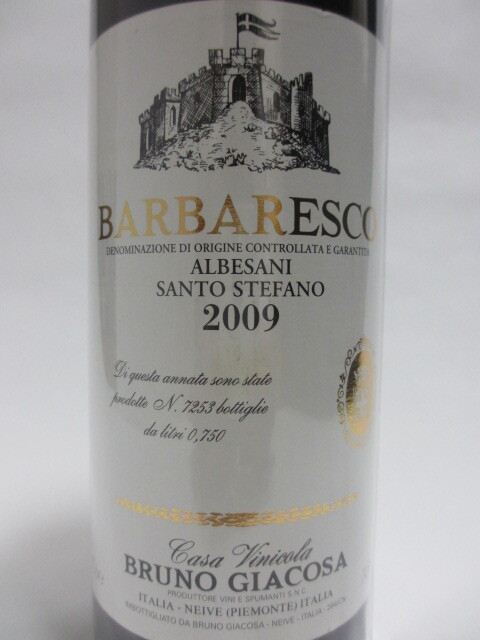 BARBARESCO
DENOMINAZIONE DI ORIGINE CONTROLLATA E GARANTITA
ALBESANI
SANTO STEFANO
2009
Di questa annata sono state
prodotte N. 7253 bottiglie
da litri 0,750
Casa Vinicola
BRUNO GIACOSA
PRODUTTORE VINI E SPUMANTI S.N.C.
ITALIA - NEIVE (PIEMONTE) ITALIA
IMBOTTIGLIATO DA BRUNO GIACOSA - NEIVE - ITALIA